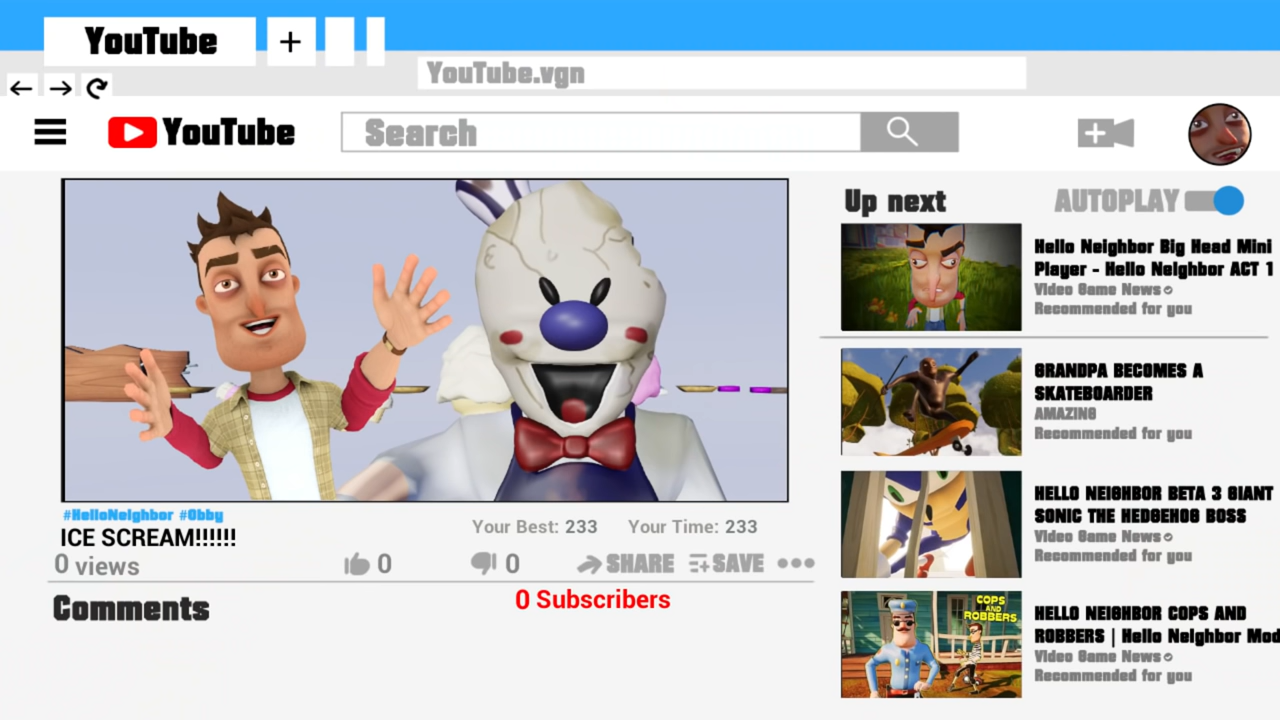 YouTube
+
YouTube.vgn
YouTube
Search
Up next
AUTOPLAY
Hello Neighbor Big Head Mini
Player - Hello Neighbor ACT 1
Video Game News
Recommended for you
GRANDPA BECOMES A
SKATEBOARDER
AMAZING
Recommended for you
HELLO NEIGHBOR BETA 3 GIANT
SONIC THE HEDGEHOG BOSS
Video Game News
Recommended for you
COPS
AND
ROBBERS
HELLO NEIGHBOR COPS AND
ROBBERS | Hello Neighbor Mod
Video Game News
Recommended for you
#HelloNeighbor #Obby
ICE SCREAM!!!!!!
Your Best: 233 Your Time: 233
0 views
0
0
SHARE
SAVE
0 Subscribers
Comments